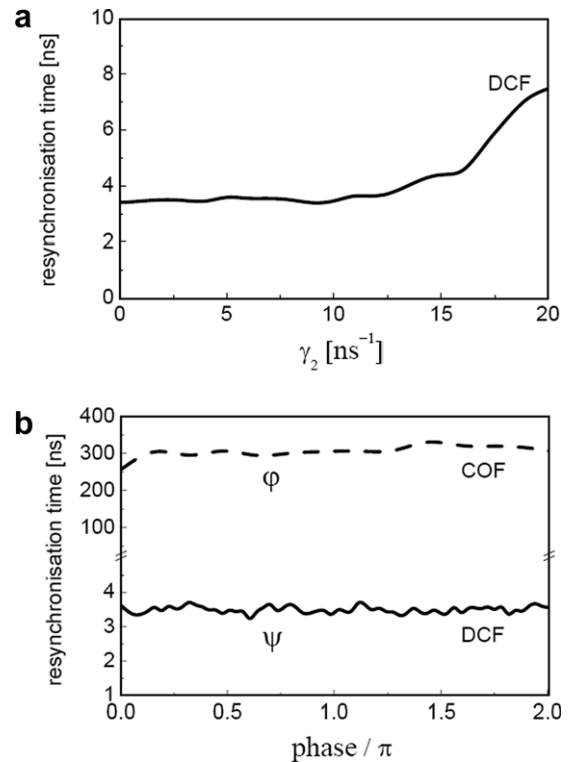 a
resynchronisation time [ns]
10
8
6
4
2
0
DCF
0 5 10 15 20
γ₂ [ns⁻¹]
b
resynchronisation time [ns]
400
300
200
100
4
3
2
1
φ
COF
ψ
DCF
0.0 0.5 1.0 1.5 2.0
phase / π